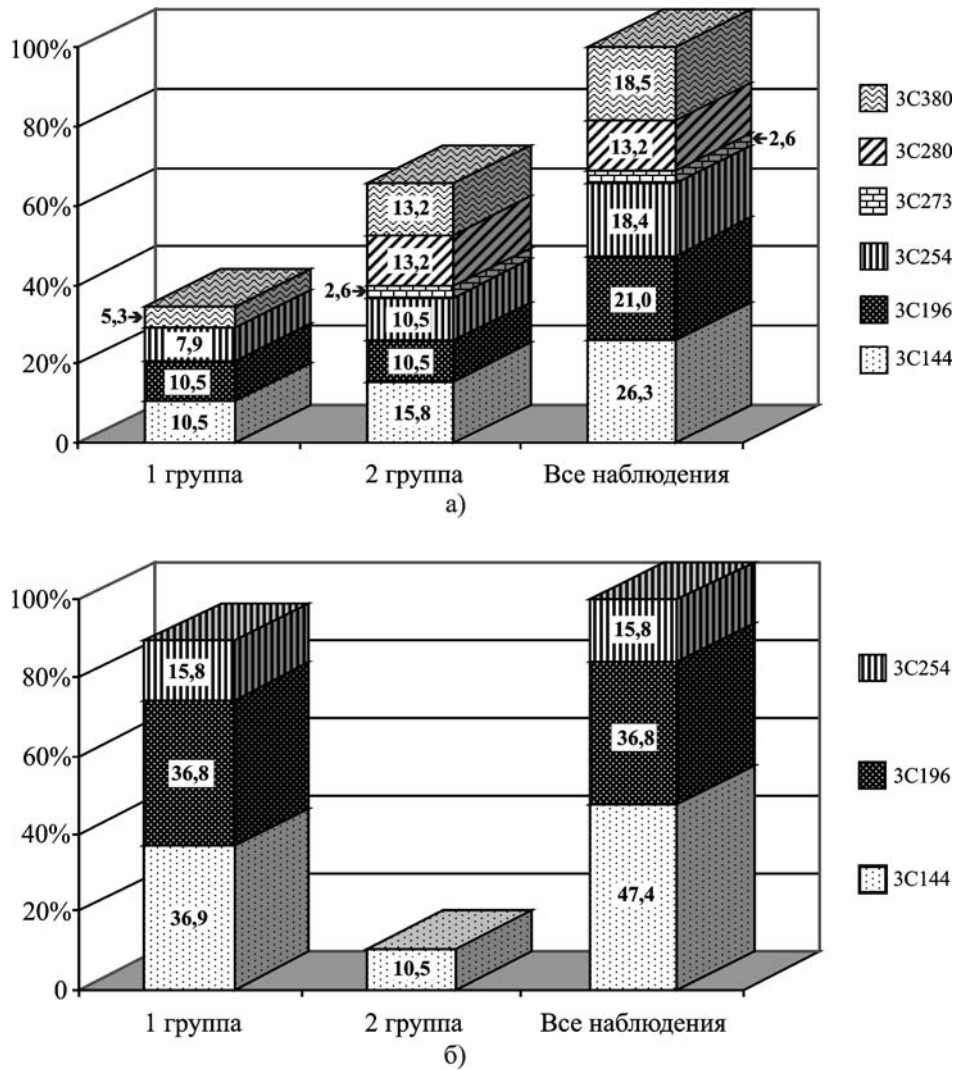 100%
80%
60%
40%
20%
0
18,5
13,2
2,6
18,4
21,0
26,3
13,2
13,2
2,6
10,5
10,5
15,8
5,3
7,9
10,5
10,5
1 группа
2 группа
Все наблюдения
3C380
3C280
3C273
3C254
3C196
3C144
а)
100%
80%
60%
40%
20%
0
15,8
36,8
36,9
10,5
15,8
36,8
47,4
1 группа
2 группа
Все наблюдения
3C254
3C196
3C144
б)